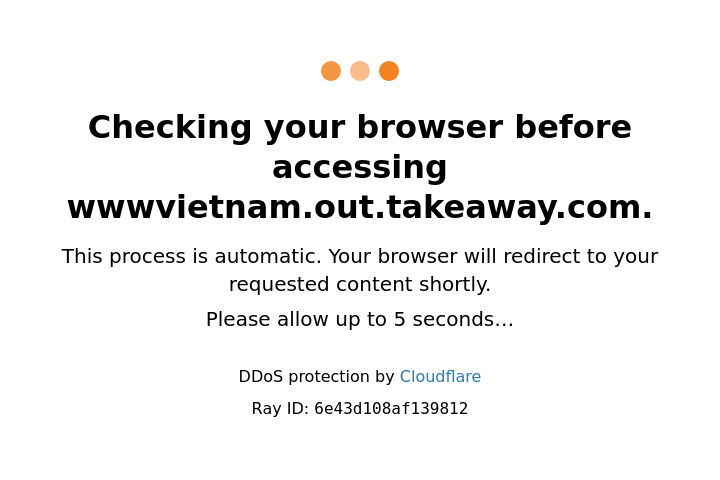 Checking your browser before
accessing
wwwvietnam.out.takeaway.com.
This process is automatic. Your browser will redirect to your
requested content shortly.
Please allow up to 5 seconds…
DDoS protection by Cloudflare
Ray ID: 6e43d108af139812